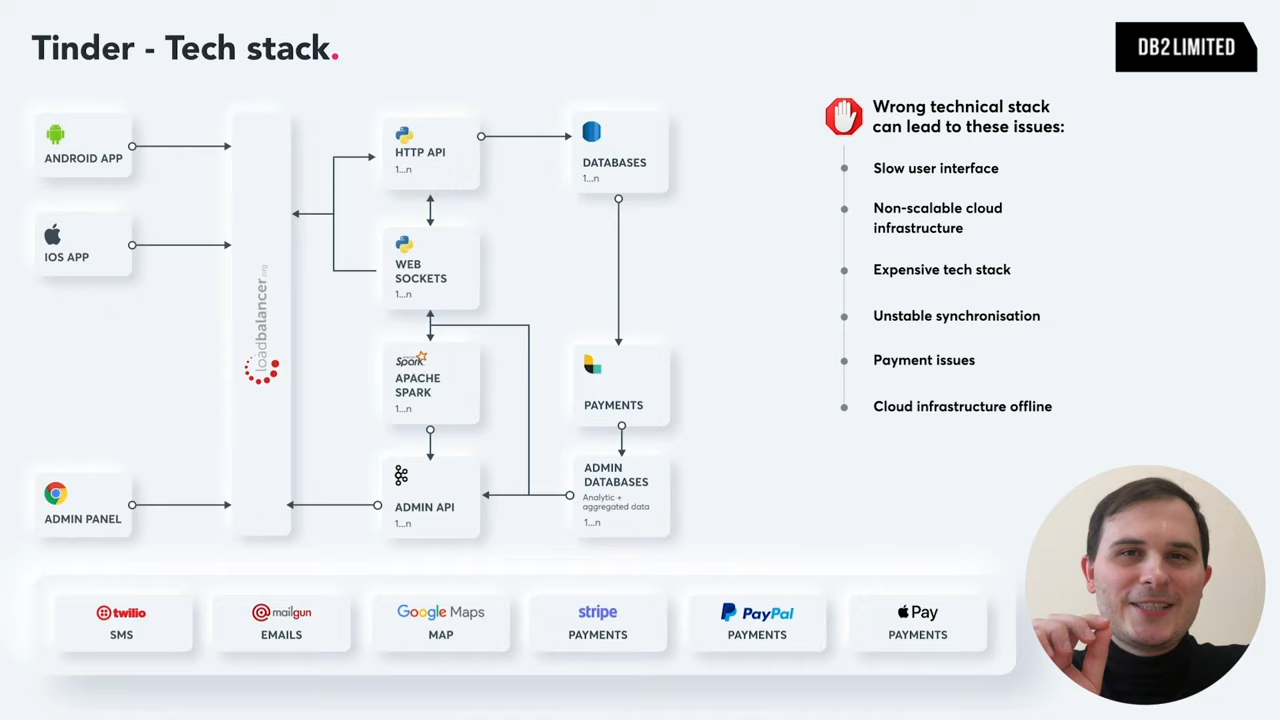 Tinder - Tech stack.
DB2 LIMITED
ANDROID APP
IOS APP
ADMIN PANEL
loadbalancer.org
HTTP API
1...n
WEB
SOCKETS
1...n
Spark
APACHE
SPARK
1...n
ADMIN API
1...n
DATABASES
1...n
PAYMENTS
ADMIN
DATABASES
Analytic +
aggregated data
1...n
Wrong technical stack
can lead to these issues:
Slow user interface
Non-scalable cloud
infrastructure
Expensive tech stack
Unstable synchronisation
Payment issues
Cloud infrastructure offline
twilio
SMS
mailgun
EMAILS
Google Maps
MAP
stripe
PAYMENTS
PayPal
PAYMENTS
Pay
PAYMENTS